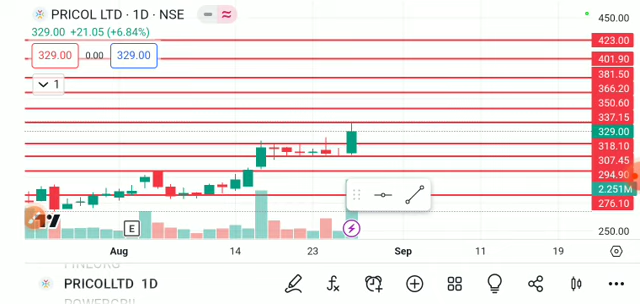 PRICOL LTD · 1D · NSE
329.00 +21.05 (+6.84%)
329.00 0.00 329.00
1
450.00
423.00
401.90
381.50
366.20
350.60
337.15
329.00
318.10
307.45
294.90
2.251M
276.10
250.00
E
Aug 14 23 Sep 11 19
PRICOLLTD 1D